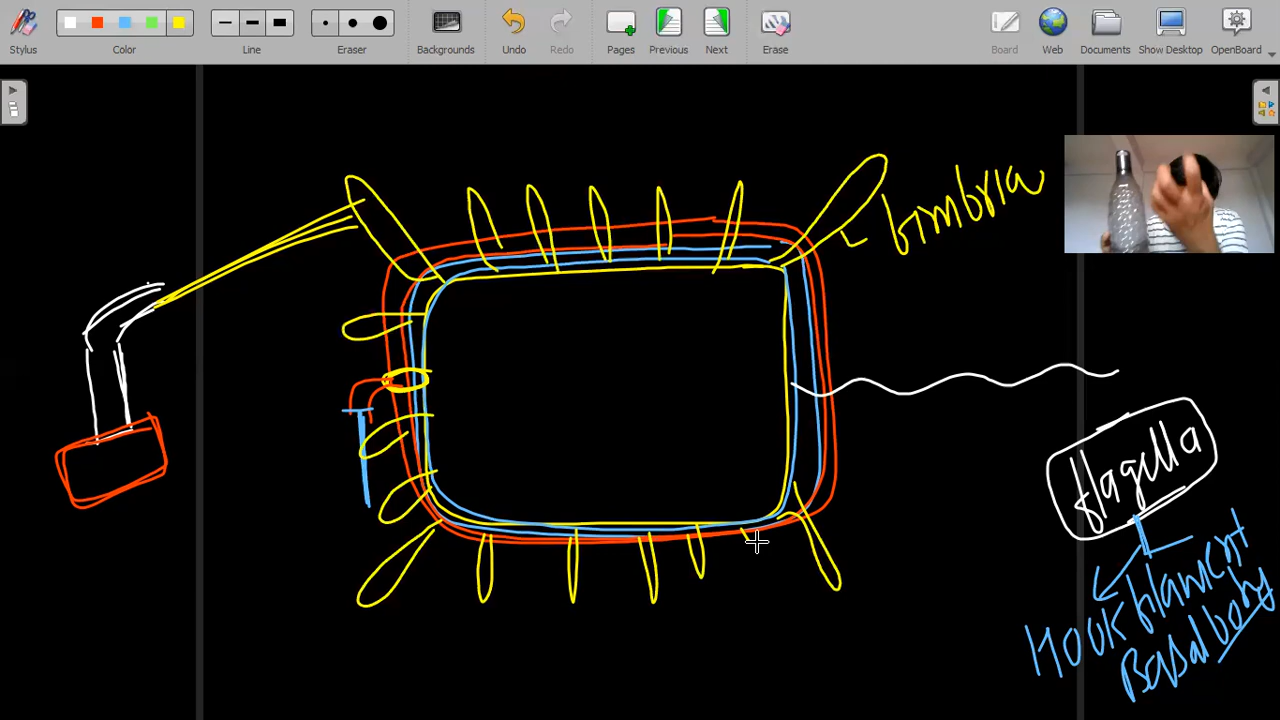 Stylus
Color
Line
Eraser
Backgrounds
Undo
Redo
Pages
Previous
Next
Erase
Board
Web
Documents
Show Desktop
OpenBoard
fimbria
flagella
Hook filament
Basal body